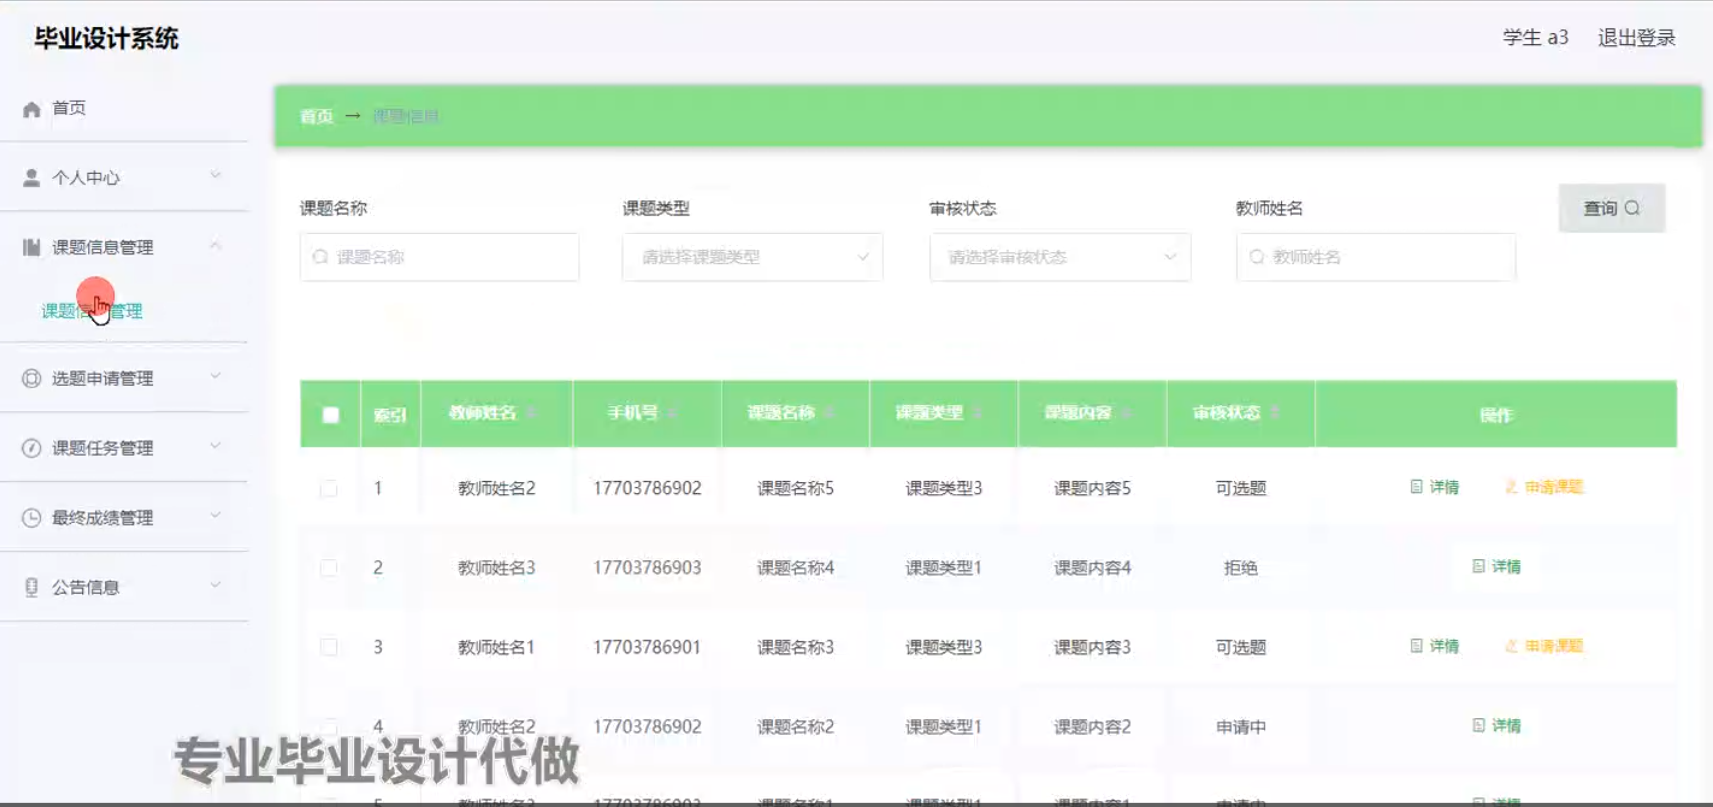 毕业设计系统
学生 a3 退出登录
首页
个人中心
课题信息管理
课题信息管理
选题申请管理
课题任务管理
最终成绩管理
公告信息
首页 → 课题信息
课题名称 课题类型 审核状态 教师姓名 查询
课题名称 请选择课题类型 请选择审核状态 教师姓名
索引 教师姓名 手机号 课题名称 课题类型 课题内容 审核状态 操作
1 教师姓名2 17703786902 课题名称5 课题类型3 课题内容5 可选题 详情 申请课题
2 教师姓名3 17703786903 课题名称4 课题类型1 课题内容4 拒绝 详情
3 教师姓名1 17703786901 课题名称3 课题类型3 课题内容3 可选题 详情 申请课题
4 教师姓名2 17703786902 课题名称2 课题类型1 课题内容2 申请中 详情
专业毕业设计代做